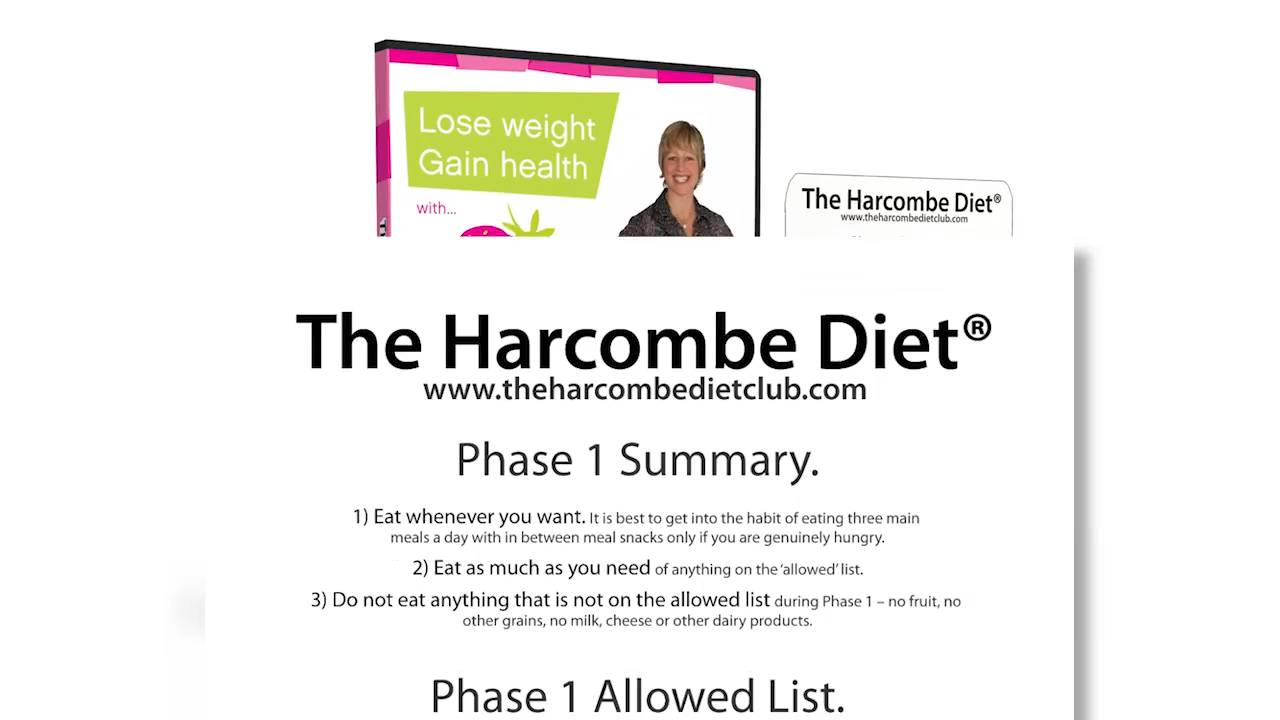 Lose weight
Gain health
with...
The Harcombe Diet®
www.theharcombedietclub.com
The Harcombe Diet®
www.theharcombedietclub.com
Phase 1 Summary.
1) Eat whenever you want. It is best to get into the habit of eating three main
meals a day with in between meal snacks only if you are genuinely hungry.
2) Eat as much as you need of anything on the ‘allowed’ list.
3) Do not eat anything that is not on the allowed list during Phase 1 – no fruit, no
other grains, no milk, cheese or other dairy products.
Phase 1 Allowed List.